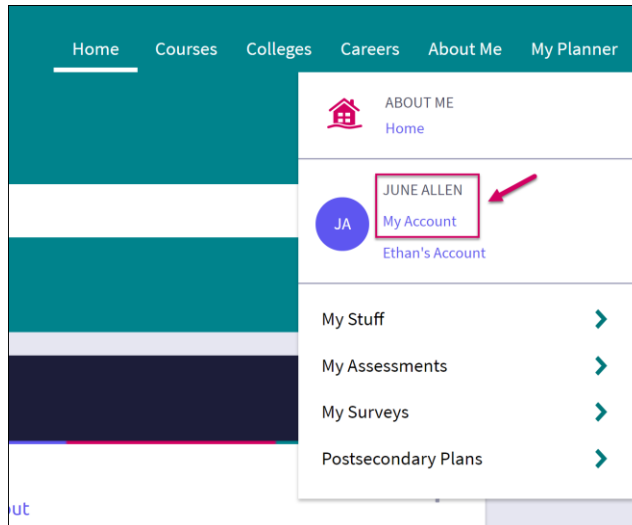 Home Courses Colleges Careers About Me My Planner
ABOUT ME
Home
JUNE ALLEN
JA
My Account
Ethan's Account
My Stuff
My Assessments
My Surveys
Postsecondary Plans
out